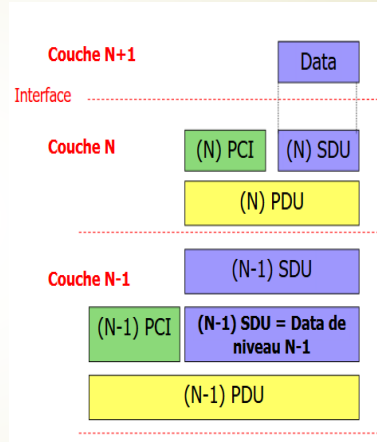 Couche N+1
Data
Interface
Couche N
(N) PCI
(N) SDU
(N) PDU
(N-1) SDU
Couche N-1
(N-1) PCI
(N-1) SDU = Data de
niveau N-1
(N-1) PDU